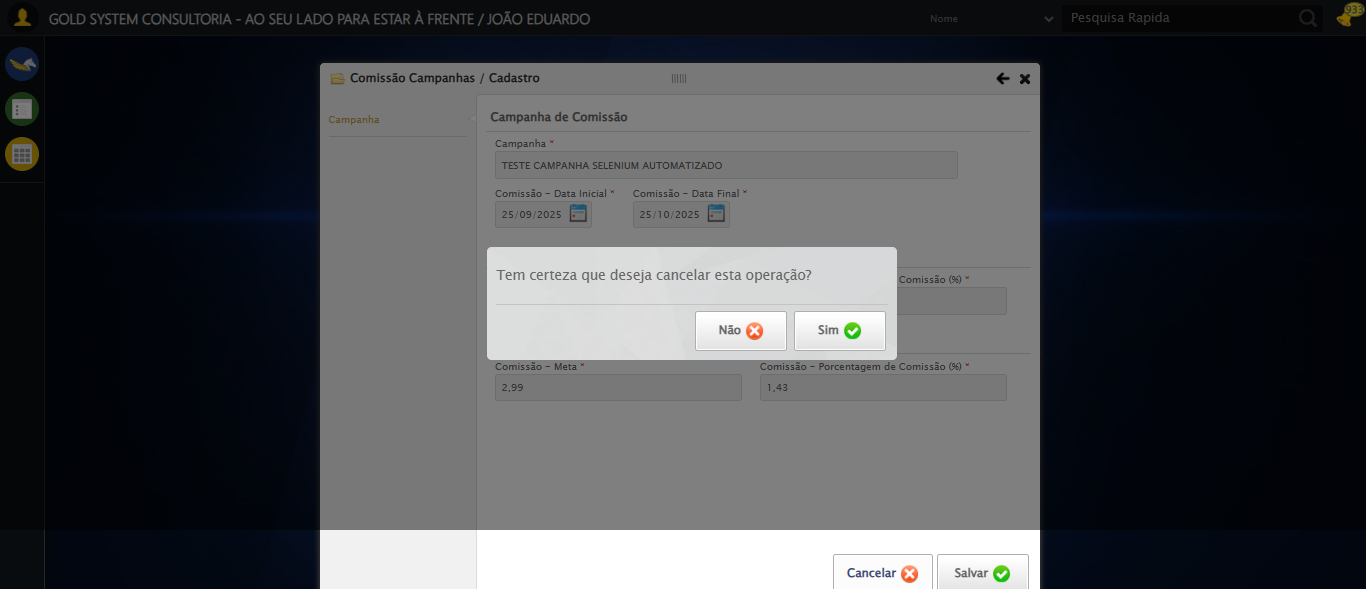 GOLD SYSTEM CONSULTORIA - AO SEU LADO PARA ESTAR À FRENTE / JOÃO EDUARDO
Nome
Pesquisa Rapida
933
Comissão Campanhas / Cadastro
Campanha
Campanha de Comissão
Campanha *
TESTE CAMPANHA SELENIUM AUTOMATIZADO
Comissão - Data Inicial * Comissão - Data Final *
25/09/2025 25/10/2025
Tem certeza que deseja cancelar esta operação?
Comissão (%) *
Não Sim
Comissão - Meta * Comissão - Porcentagem de Comissão (%) *
2,99 1,43
Cancelar Salvar